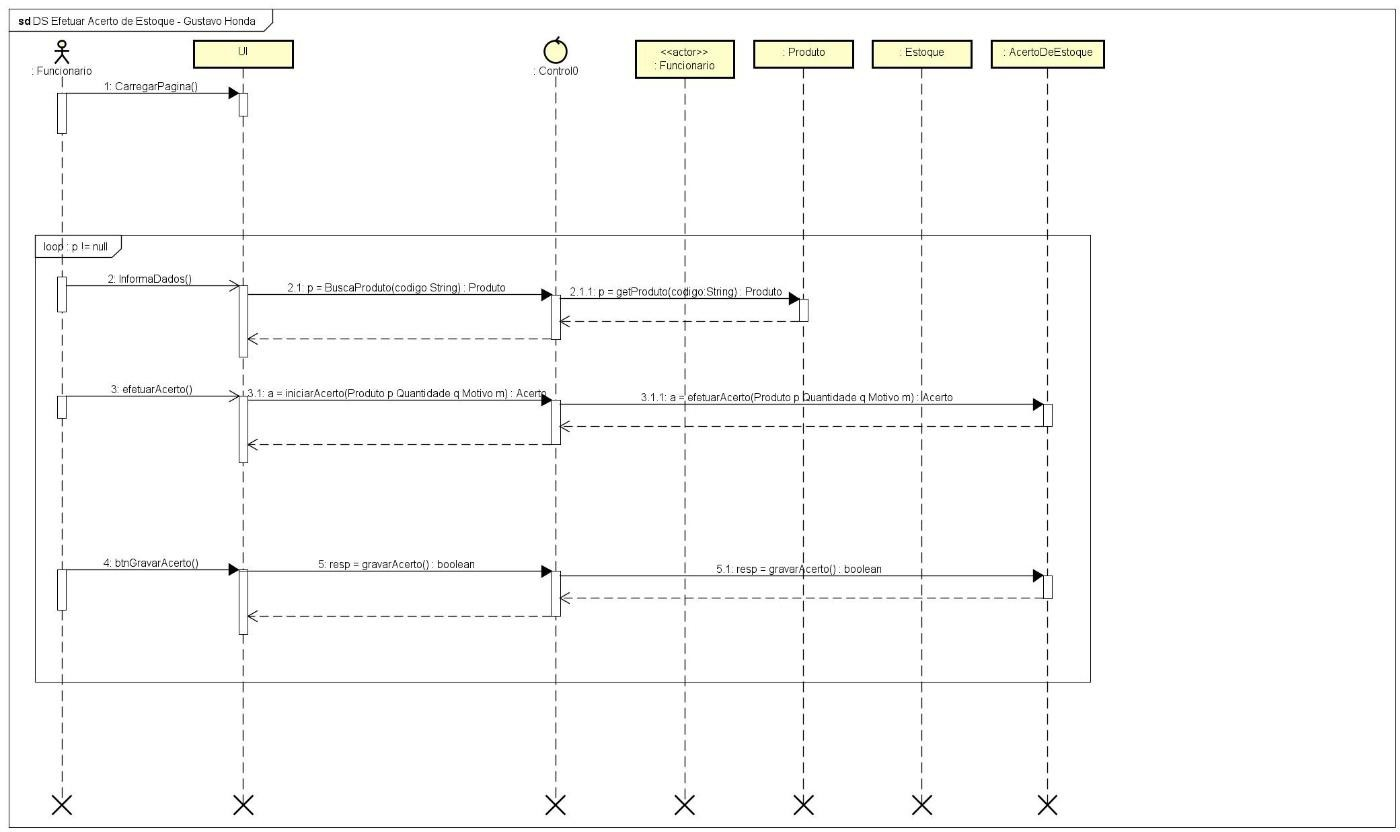 sd DS Efetuar Acerto de Estoque - Gustavo Honda
: Funcionario
UI
: Control0
<<actor>>
: Funcionario
: Produto
: Estoque
: AcertoDeEstoque
1: CarregarPagina()
loop : p != null
2: InformaDados()
2.1: p = BuscaProduto(codigo String) : Produto
2.1.1: p = getProduto(codigo:String) : Produto
3: efetuarAcerto()
3.1: a = iniciarAcerto(Produto p Quantidade q Motivo m) : Acerto
3.1.1: a = efetuarAcerto(Produto p Quantidade q Motivo m) : Acerto
4: btnGravarAcerto()
5: resp = gravarAcerto() : boolean
5.1: resp = gravarAcerto() : boolean